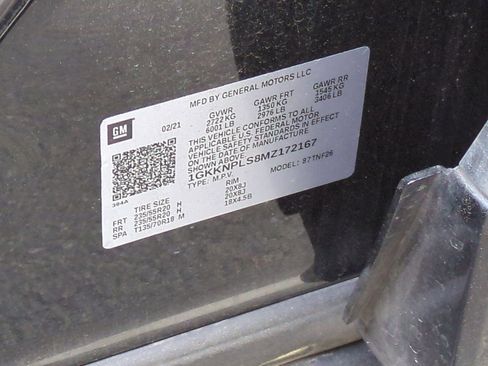 MFD BY GENERAL MOTORS LLC
GM
02/21
GVWR GAWR FRT GAWR RR
2722 KG 1350 KG 1545 KG
6001 LB 2976 LB 3406 LB
THIS VEHICLE CONFORMS TO ALL
APPLICABLE U.S. FEDERAL MOTOR
VEHICLE SAFETY STANDARDS IN EFFECT
ON THE DATE OF MANUFACTURE
SHOWN ABOVE.
1GKKNPLS8MZ172167
TYPE: M.P.V. MODEL: STTNF26
TIRE SIZE RIM
FRT 235/55R20 H 20X8J
RR 235/55R20 H 20X8J
SPA T135/70R18 M 18X4.5B